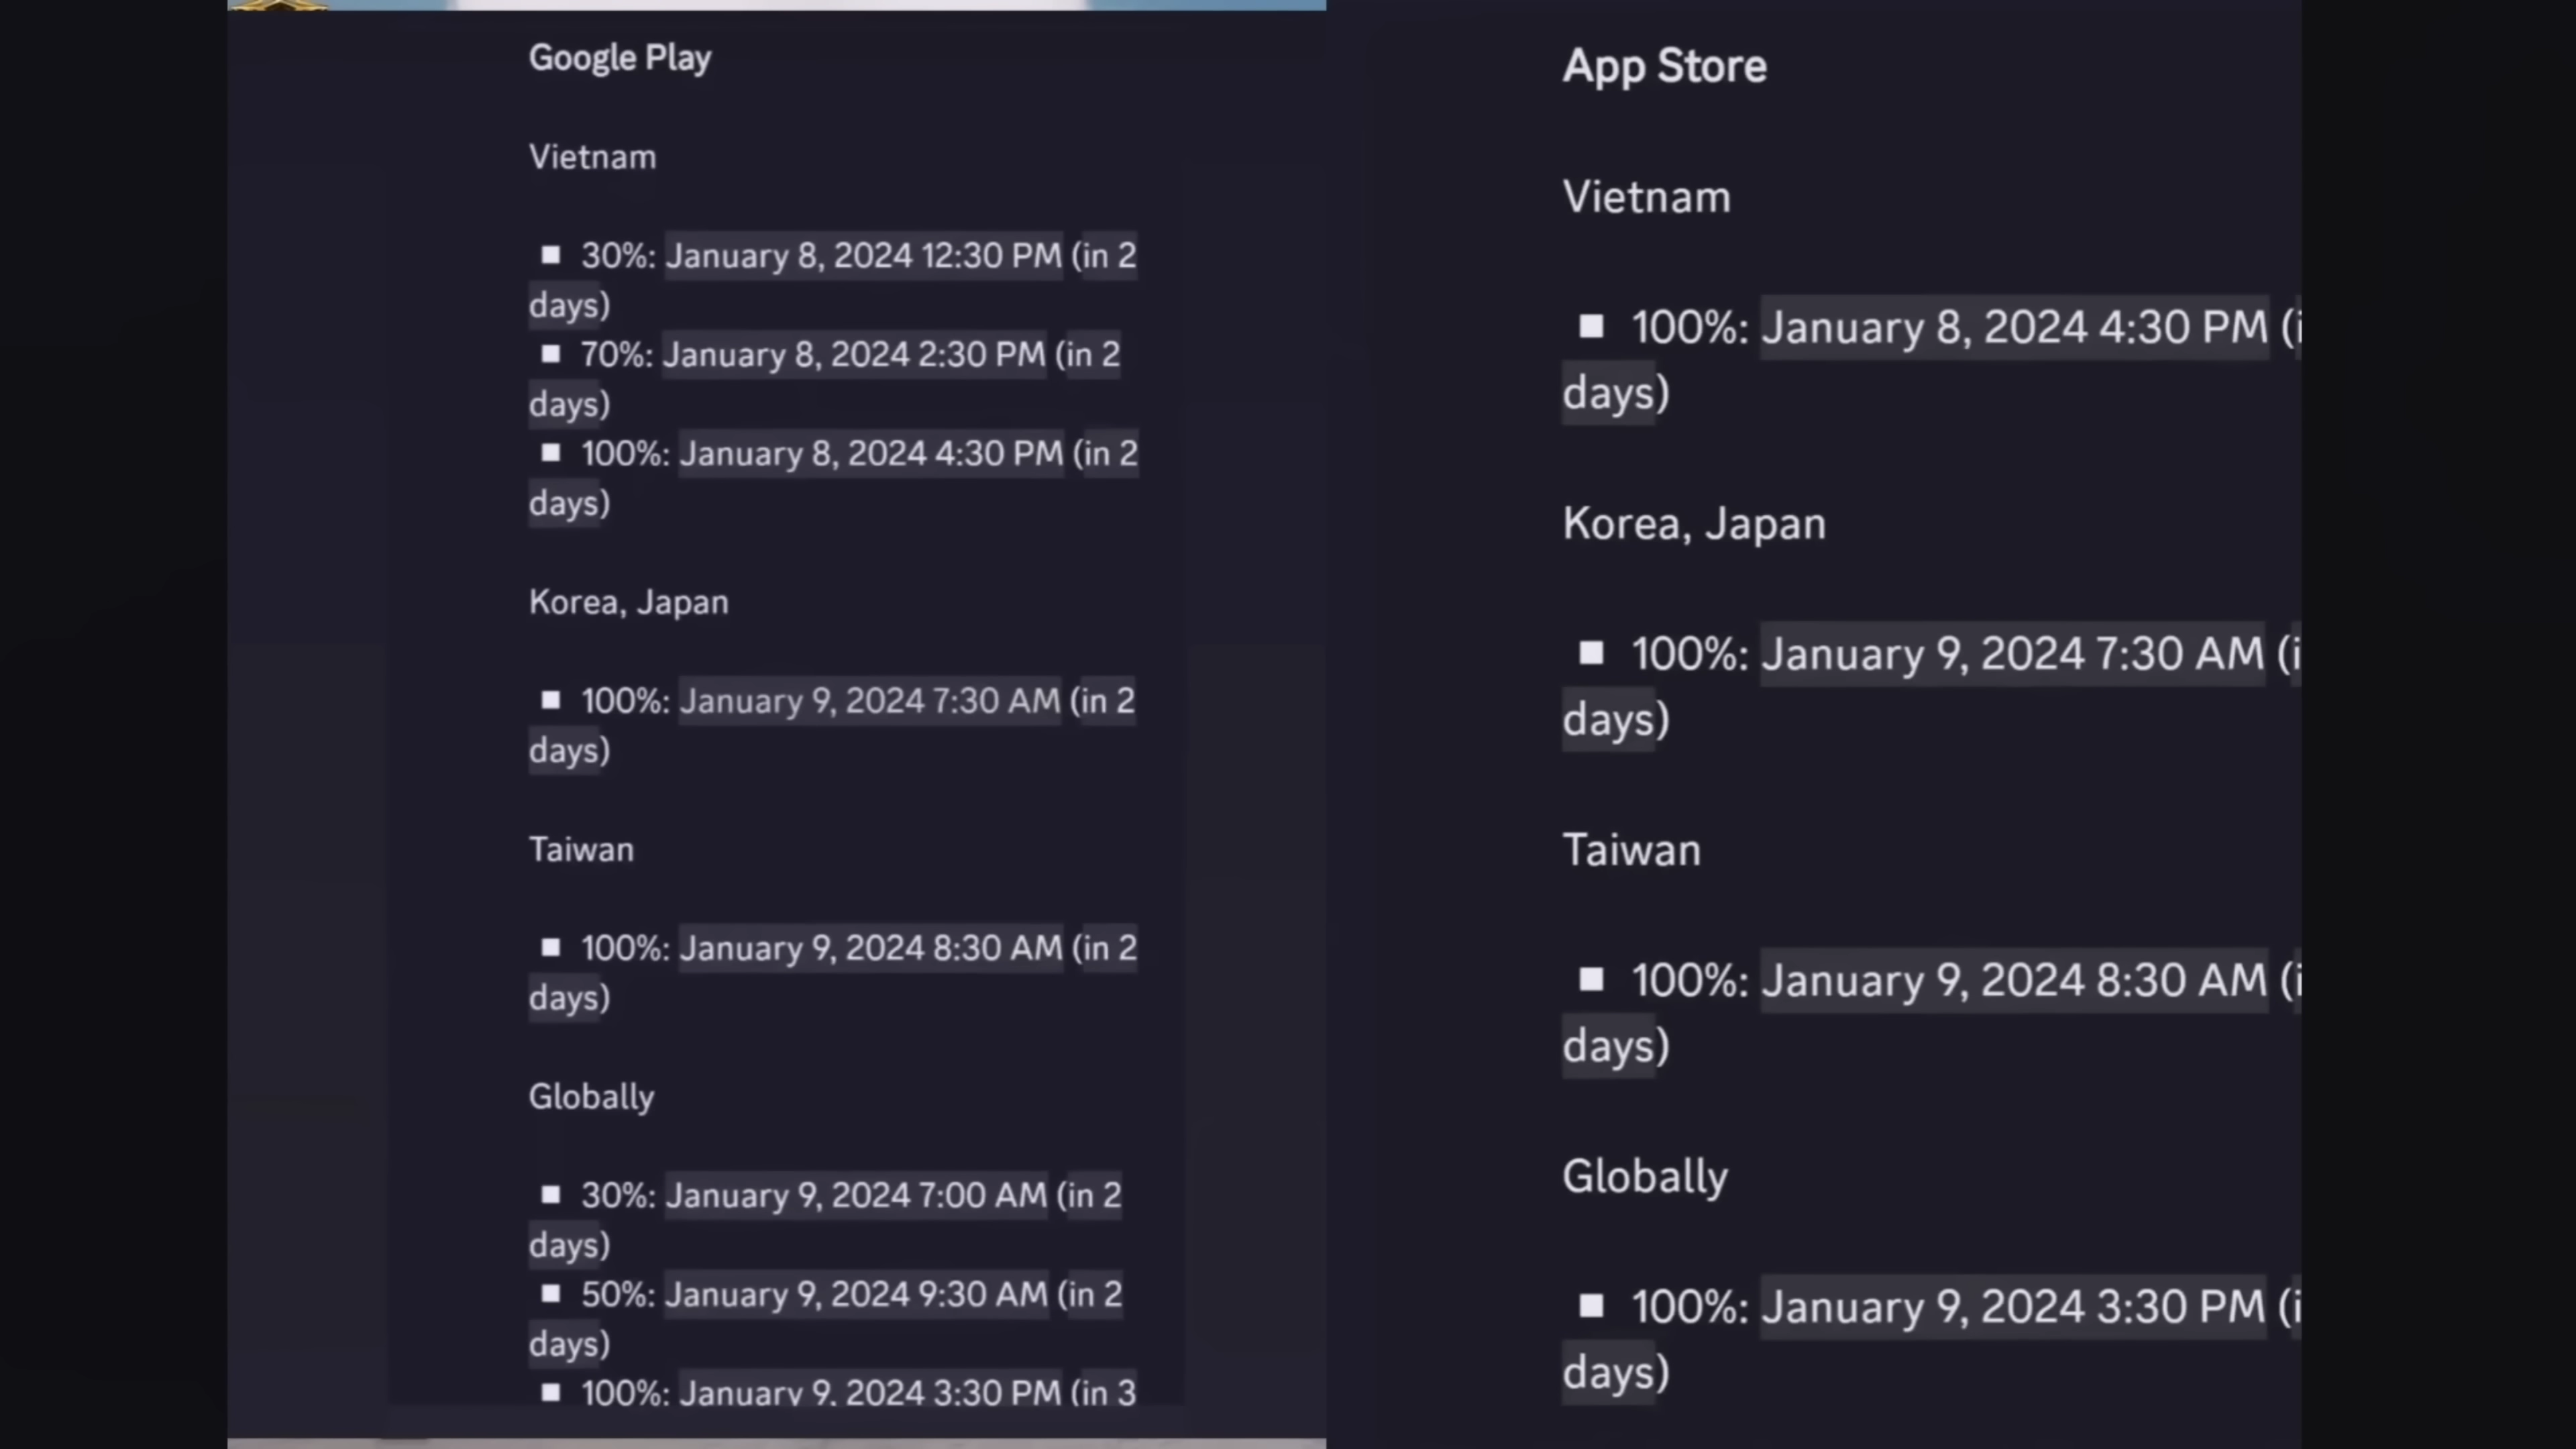 Google Play
Vietnam
■ 30%: January 8, 2024 12:30 PM (in 2
days)
■ 70%: January 8, 2024 2:30 PM (in 2
days)
■ 100%: January 8, 2024 4:30 PM (in 2
days)
Korea, Japan
■ 100%: January 9, 2024 7:30 AM (in 2
days)
Taiwan
■ 100%: January 9, 2024 8:30 AM (in 2
days)
Globally
■ 30%: January 9, 2024 7:00 AM (in 2
days)
■ 50%: January 9, 2024 9:30 AM (in 2
days)
■ 100%: January 9, 2024 3:30 PM (in 3
App Store
Vietnam
■ 100%: January 8, 2024 4:30 PM (i
days)
Korea, Japan
■ 100%: January 9, 2024 7:30 AM (i
days)
Taiwan
■ 100%: January 9, 2024 8:30 AM (i
days)
Globally
■ 100%: January 9, 2024 3:30 PM (i
days)